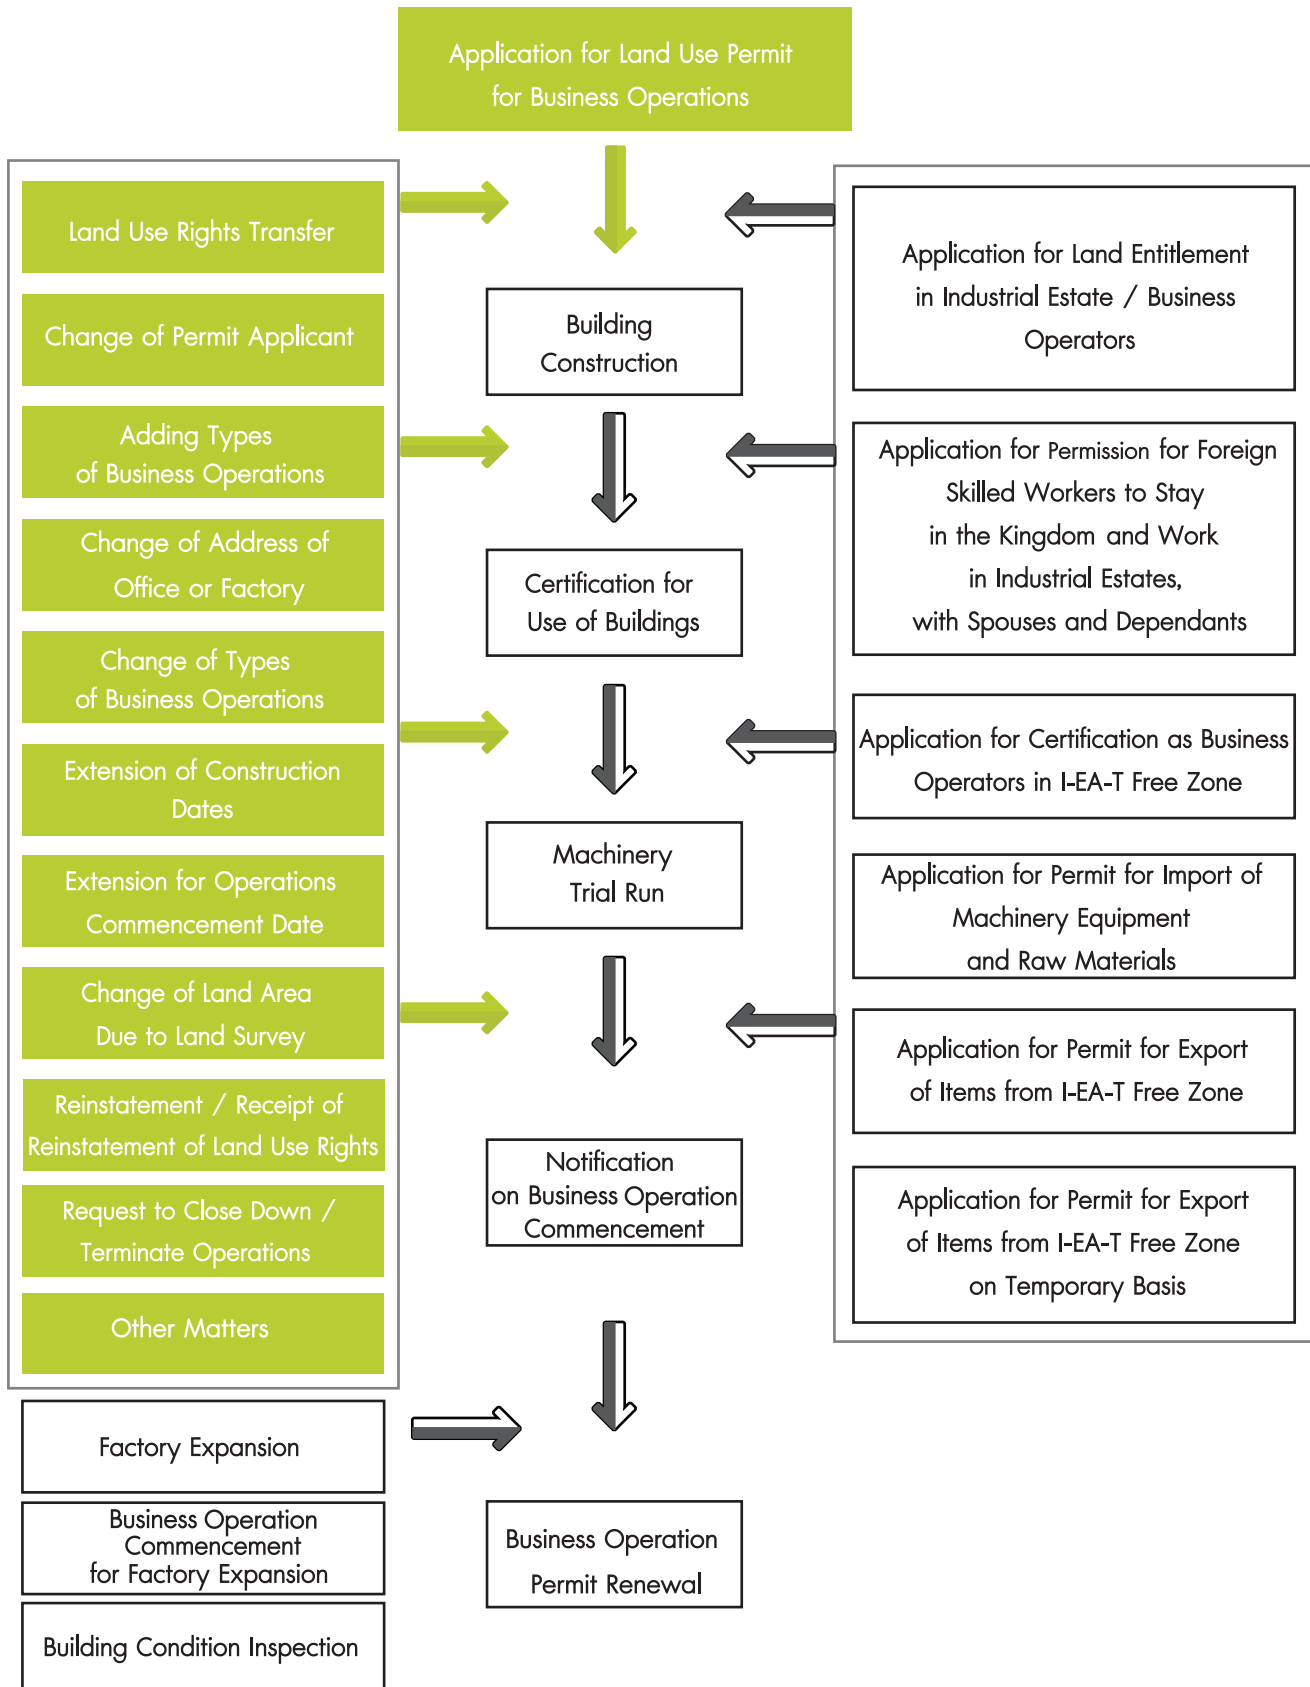 Application for Land Use Permit
for Business Operations
Land Use Rights Transfer
Change of Permit Applicant
Adding Types
of Business Operations
Change of Address of
Office or Factory
Change of Types
of Business Operations
Extension of Construction
Dates
Extension for Operations
Commencement Date
Change of Land Area
Due to Land Survey
Reinstatement / Receipt of
Reinstatement of Land Use Rights
Request to Close Down /
Terminate Operations
Other Matters
Factory Expansion
Business Operation
Commencement
for Factory Expansion
Building Condition Inspection
Building
Construction
Certification for
Use of Buildings
Machinery
Trial Run
Notification
on Business Operation
Commencement
Business Operation
Permit Renewal
Application for Land Entitlement
in Industrial Estate / Business
Operators
Application for Permission for Foreign
Skilled Workers to Stay
in the Kingdom and Work
in Industrial Estates,
with Spouses and Dependants
Application for Certification as Business
Operators in I-EA-T Free Zone
Application for Permit for Import of
Machinery Equipment
and Raw Materials
Application for Permit for Export
of Items from I-EA-T Free Zone
Application for Permit for Export
of Items from I-EA-T Free Zone
on Temporary Basis